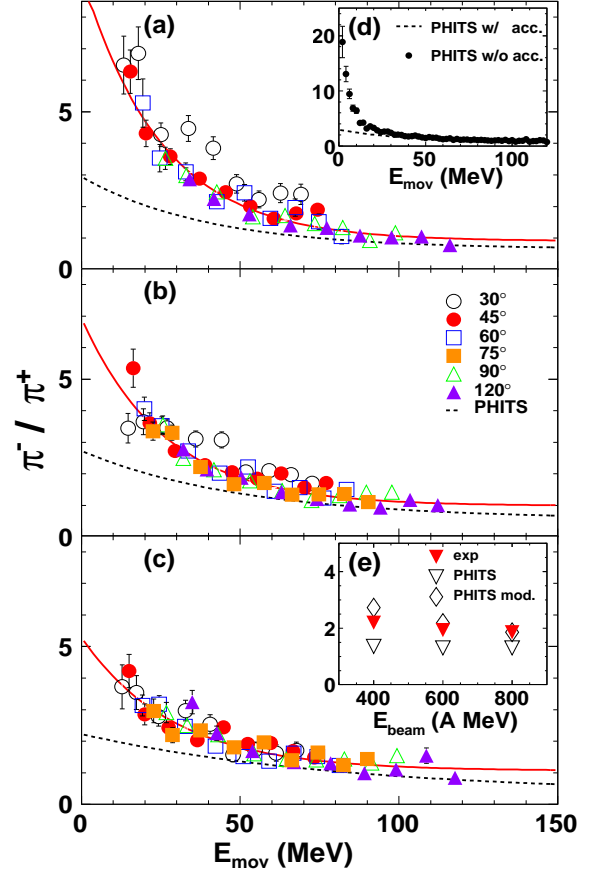 (a)
(d)
PHITS w/ acc.
PHITS w/o acc.
20
10
0
0
50
100
E_mov (MeV)
5
0
(b)
30°
45°
60°
75°
90°
120°
PHITS
5
π⁻ / π⁺
0
(c)
(e)
exp
PHITS
PHITS mod.
4
2
0
400
600
800
E_beam (A MeV)
5
0
0
50
100
150
E_mov (MeV)